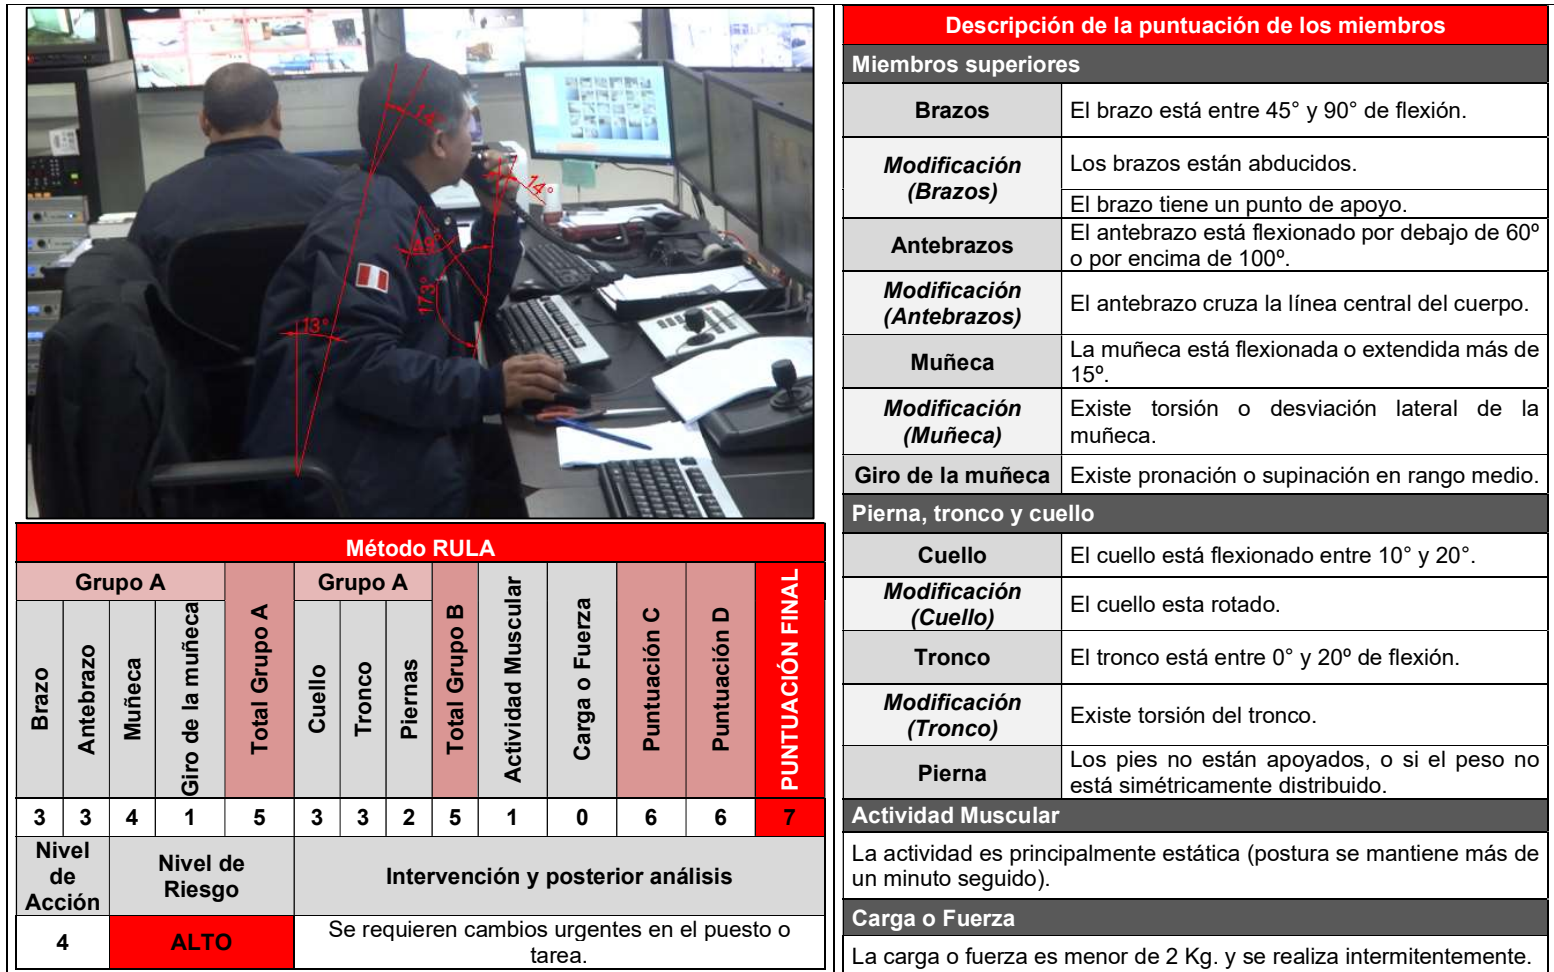 14°
14°
49°
173°
13°
Método RULA
Grupo A
Grupo A
Brazo
Antebrazo
Muñeca
Giro de la muñeca
Total Grupo A
Cuello
Tronco
Piernas
Total Grupo B
Actividad Muscular
Carga o Fuerza
Puntuación C
Puntuación D
PUNTUACIÓN FINAL
3 3 4 1 5 3 3 2 5 1 0 6 6 7
Nivel
de
Acción
Nivel de
Riesgo
Intervención y posterior análisis
4
ALTO
Se requieren cambios urgentes en el puesto o
tarea.
Descripción de la puntuación de los miembros
Miembros superiores
Brazos
El brazo está entre 45° y 90° de flexión.
Modificación
(Brazos)
Los brazos están abducidos.
El brazo tiene un punto de apoyo.
Antebrazos
El antebrazo está flexionado por debajo de 60º
o por encima de 100º.
Modificación
(Antebrazos)
El antebrazo cruza la línea central del cuerpo.
Muñeca
La muñeca está flexionada o extendida más de
15º.
Modificación
(Muñeca)
Existe torsión o desviación lateral de la
muñeca.
Giro de la muñeca
Existe pronación o supinación en rango medio.
Pierna, tronco y cuello
Cuello
El cuello está flexionado entre 10° y 20°.
Modificación
(Cuello)
El cuello esta rotado.
Tronco
El tronco está entre 0° y 20º de flexión.
Modificación
(Tronco)
Existe torsión del tronco.
Pierna
Los pies no están apoyados, o si el peso no
está simétricamente distribuido.
Actividad Muscular
La actividad es principalmente estática (postura se mantiene más de
un minuto seguido).
Carga o Fuerza
La carga o fuerza es menor de 2 Kg. y se realiza intermitentemente.